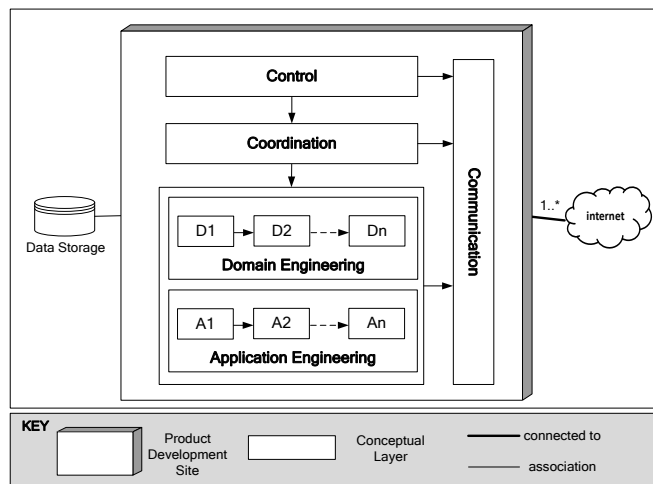 Control
Coordination
Communication
D1
D2
Dn
Domain Engineering
A1
A2
An
Application Engineering
Data Storage
1..*
internet
KEY
Product
Development
Site
Conceptual
Layer
connected to
association